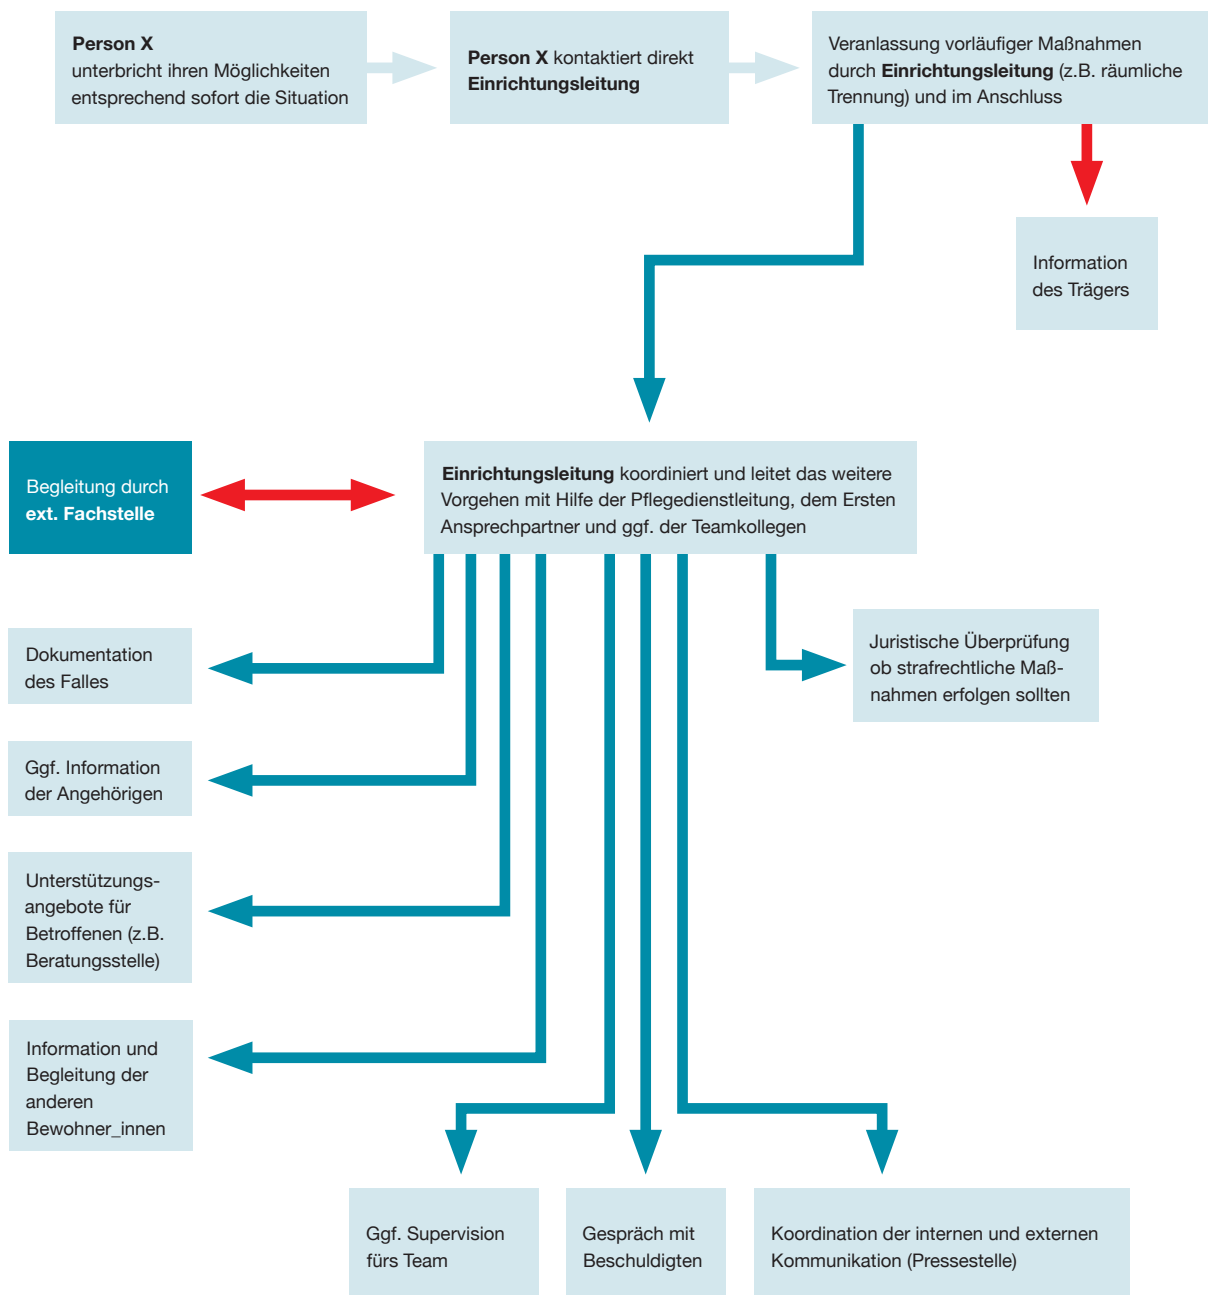 Person X
unterbricht ihren Möglichkeiten
entsprechend sofort die Situation
Person X kontaktiert direkt
Einrichtungsleitung
Veranlassung vorläufiger Maßnahmen
durch Einrichtungsleitung (z.B. räumliche
Trennung) und im Anschluss
Information
des Trägers
Begleitung durch
ext. Fachstelle
Einrichtungsleitung koordiniert und leitet das weitere
Vorgehen mit Hilfe der Pflegedienstleitung, dem Ersten
Ansprechpartner und ggf. der Teamkollegen
Dokumentation
des Falles
Juristische Überprüfung
ob strafrechtliche Maß-
nahmen erfolgen sollten
Ggf. Information
der Angehörigen
Unterstützungs-
angebote für
Betroffenen (z.B.
Beratungsstelle)
Information und
Begleitung der
anderen
Bewohner_innen
Ggf. Supervision
fürs Team
Gespräch mit
Beschuldigten
Koordination der internen und externen
Kommunikation (Pressestelle)